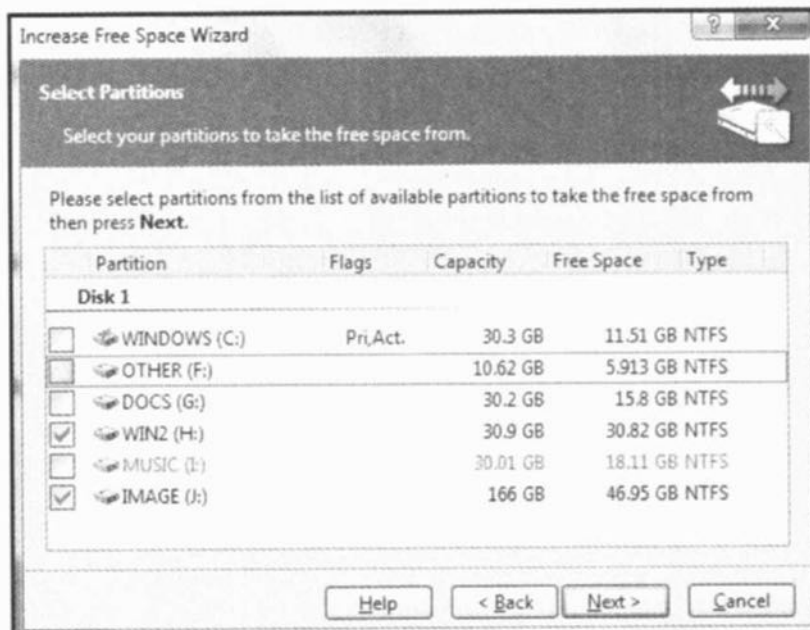 Increase Free Space Wizard
Select Partitions
Select your partitions to take the free space from.
Please select partitions from the list of available partitions to take the free space from
then press Next.
Partition Flags Capacity Free Space Type
Disk 1
WINDOWS (C:) Pri,Act. 30.3 GB 11.51 GB NTFS
OTHER (F:) 10.62 GB 5.913 GB NTFS
DOCS (G:) 30.2 GB 15.8 GB NTFS
WIN2 (H:) 30.9 GB 30.82 GB NTFS
MUSIC (I:) 30.01 GB 18.11 GB NTFS
IMAGE (J:) 166 GB 46.95 GB NTFS
Help < Back Next > Cancel